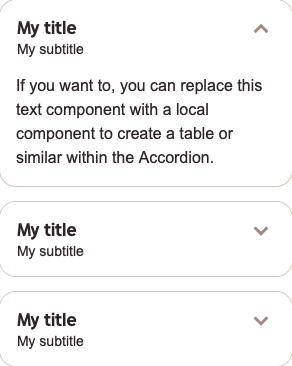 My title
My subtitle
If you want to, you can replace this
text component with a local
component to create a table or
similar within the Accordion.
My title
My subtitle
My title
My subtitle